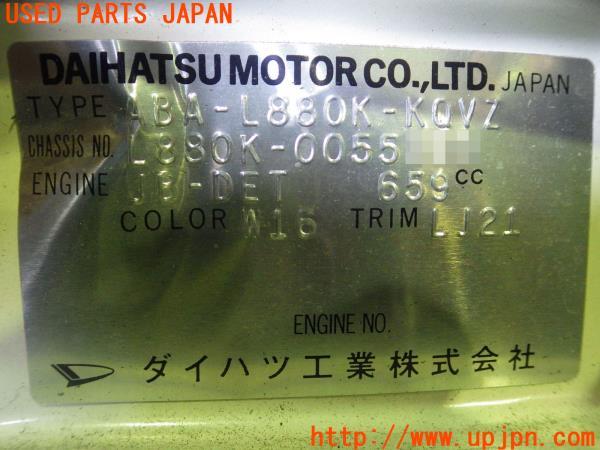 USED PARTS JAPAN
DAIHATSU MOTOR CO.,LTD. JAPAN
TYPE ABA-L880K-KQVZ
CHASSIS NO. L880K-0055
ENGINE JB-DET 659 CC
COLOR W16 TRIM LJ21
ENGINE NO.
ダイハツ工業株式会社
http://www.upjpn.com/